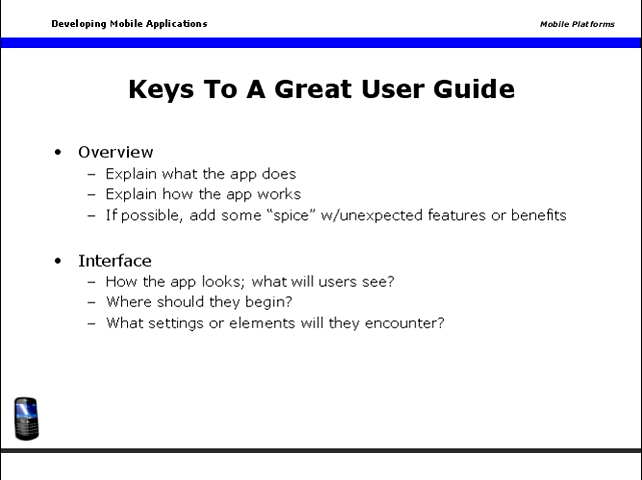 Developing Mobile Applications
Mobile Platforms
Keys To A Great User Guide
• Overview
– Explain what the app does
– Explain how the app works
– If possible, add some “spice” w/unexpected features or benefits
• Interface
– How the app looks; what will users see?
– Where should they begin?
– What settings or elements will they encounter?